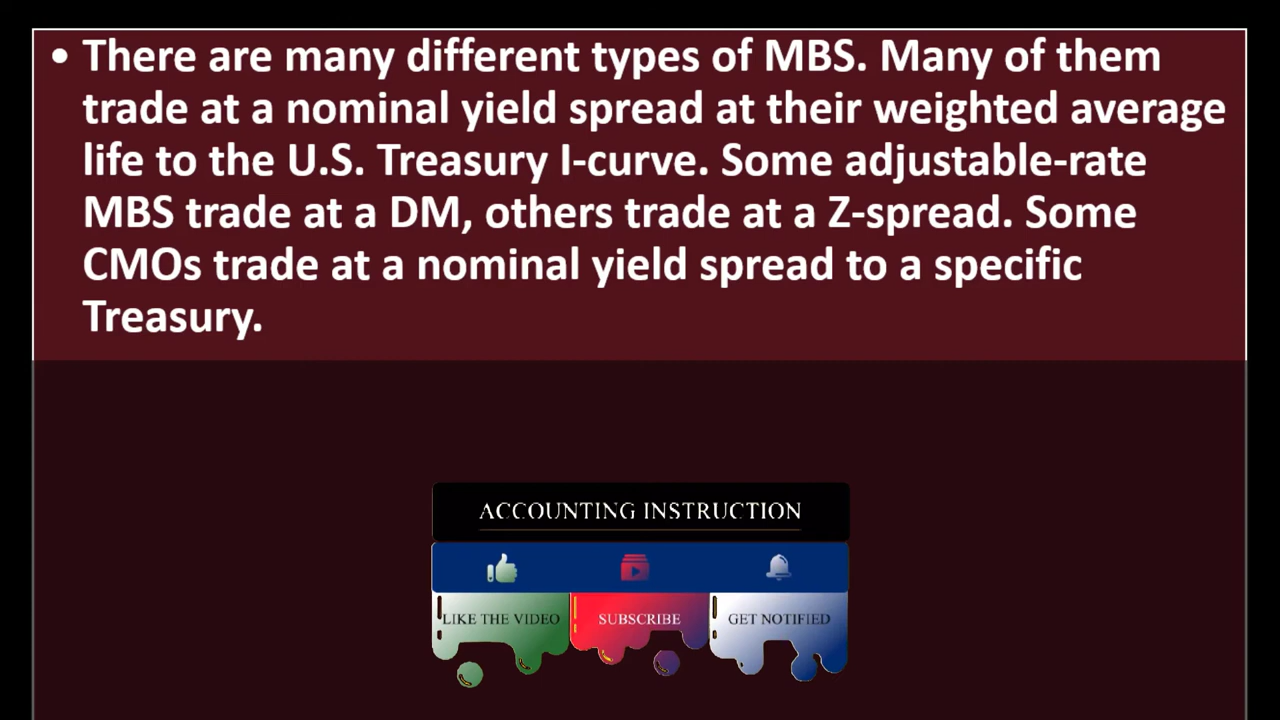 • There are many different types of MBS. Many of them
trade at a nominal yield spread at their weighted average
life to the U.S. Treasury I-curve. Some adjustable-rate
MBS trade at a DM, others trade at a Z-spread. Some
CMOs trade at a nominal yield spread to a specific
Treasury.
ACCOUNTING INSTRUCTION
LIKE THE VIDEO SUBSCRIBE GET NOTIFIED